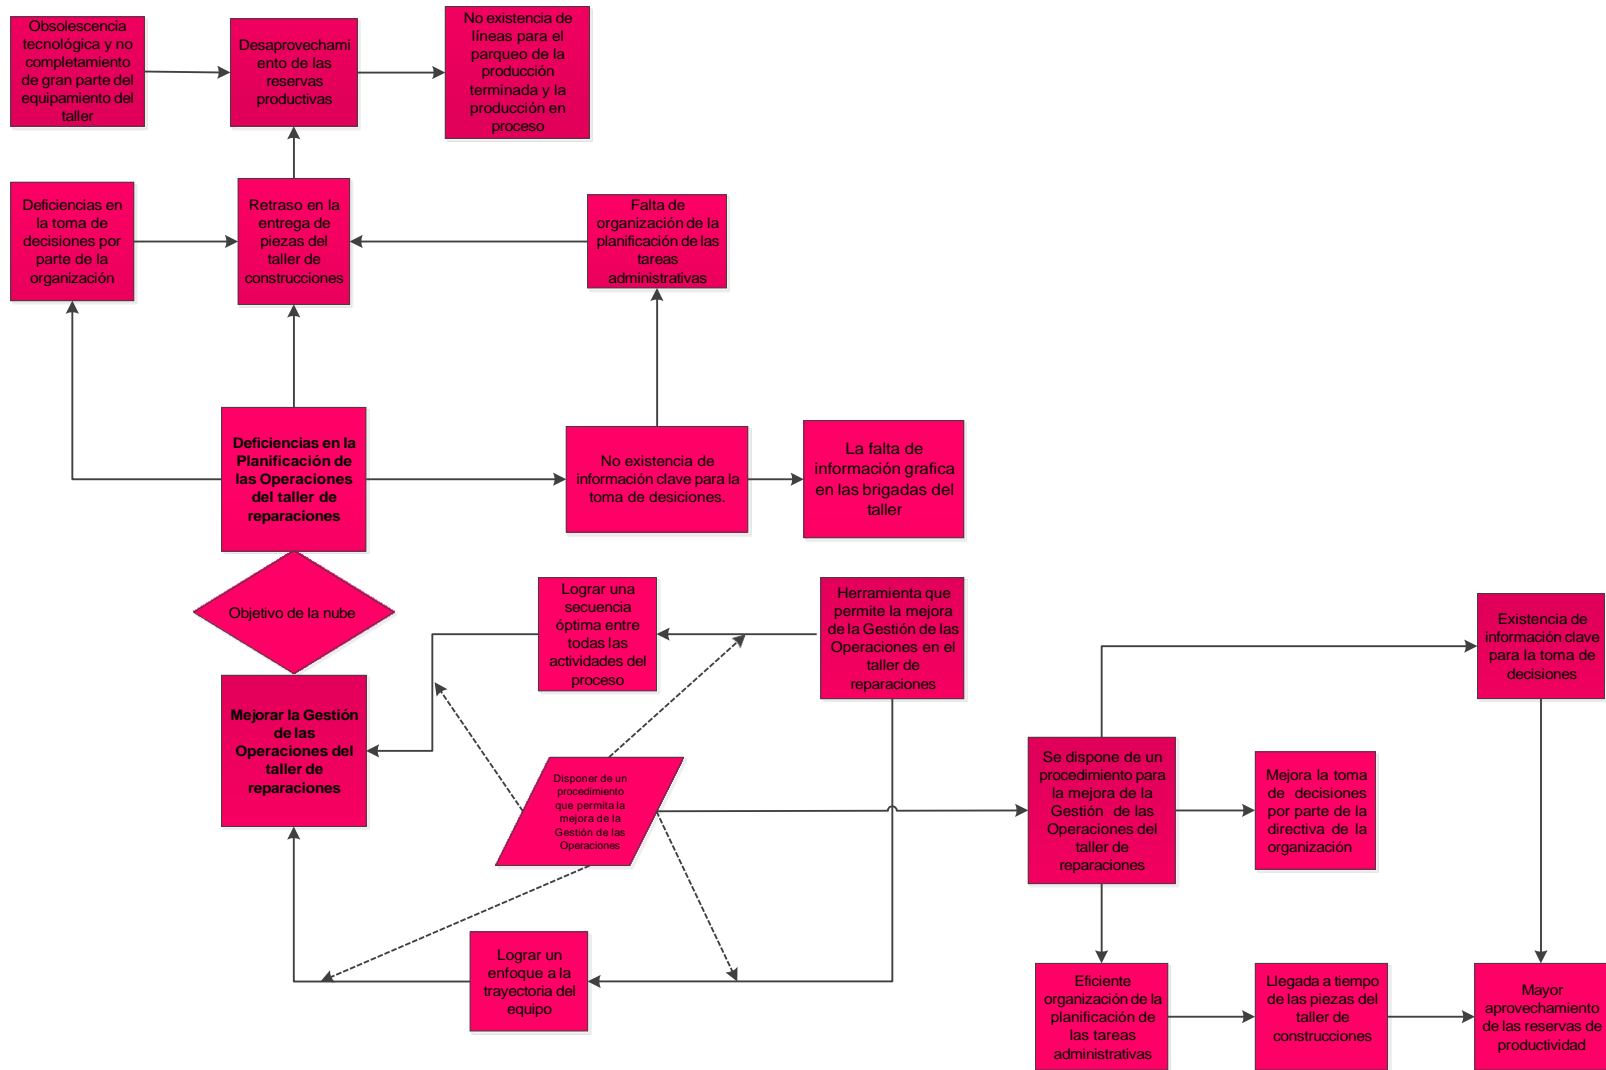 Obsolescencia
tecnológica y no
completamiento
de gran parte del
equipamiento del
taller
Desaprovechami
ento de las
reservas
productivas
No existencia de
líneas para el
parqueo de la
producción
terminada y la
producción en
proceso
Deficiencias en
la toma de
decisiones por
parte de la
organización
Retraso en la
entrega de
piezas del
taller de
construcciones
Falta de
organización de la
planificación de las
tareas
administrativas
Deficiencias en la
Planificación de
las Operaciones
del taller de
reparaciones
No existencia de
información clave para la
toma de desiciones.
La falta de
información grafica
en las brigadas del
taller
Objetivo de la nube
Lograr una
secuencia
óptima entre
todas las
actividades del
proceso
Herramienta que
permite la mejora
de la Gestión de las
Operaciones en el
taller de
reparaciones
Existencia de
información clave
para la toma de
decisiones
Mejorar la Gestión
de las
Operaciones del
taller de
reparaciones
Disponer de un
procedimiento
que permita la
mejora de la
Gestión de las
Operaciones
Se dispone de un
procedimiento para
la mejora de la
Gestión de las
Operaciones del
taller de
reparaciones
Mejora la toma
de decisiones
por parte de la
directiva de la
organización
Lograr un
enfoque a la
trayectoria del
equipo
Eficiente
organización de la
planificación de
las tareas
administrativas
Llegada a tiempo
de las piezas del
taller de
construcciones
Mayor
aprovechamiento
de las reservas de
productividad